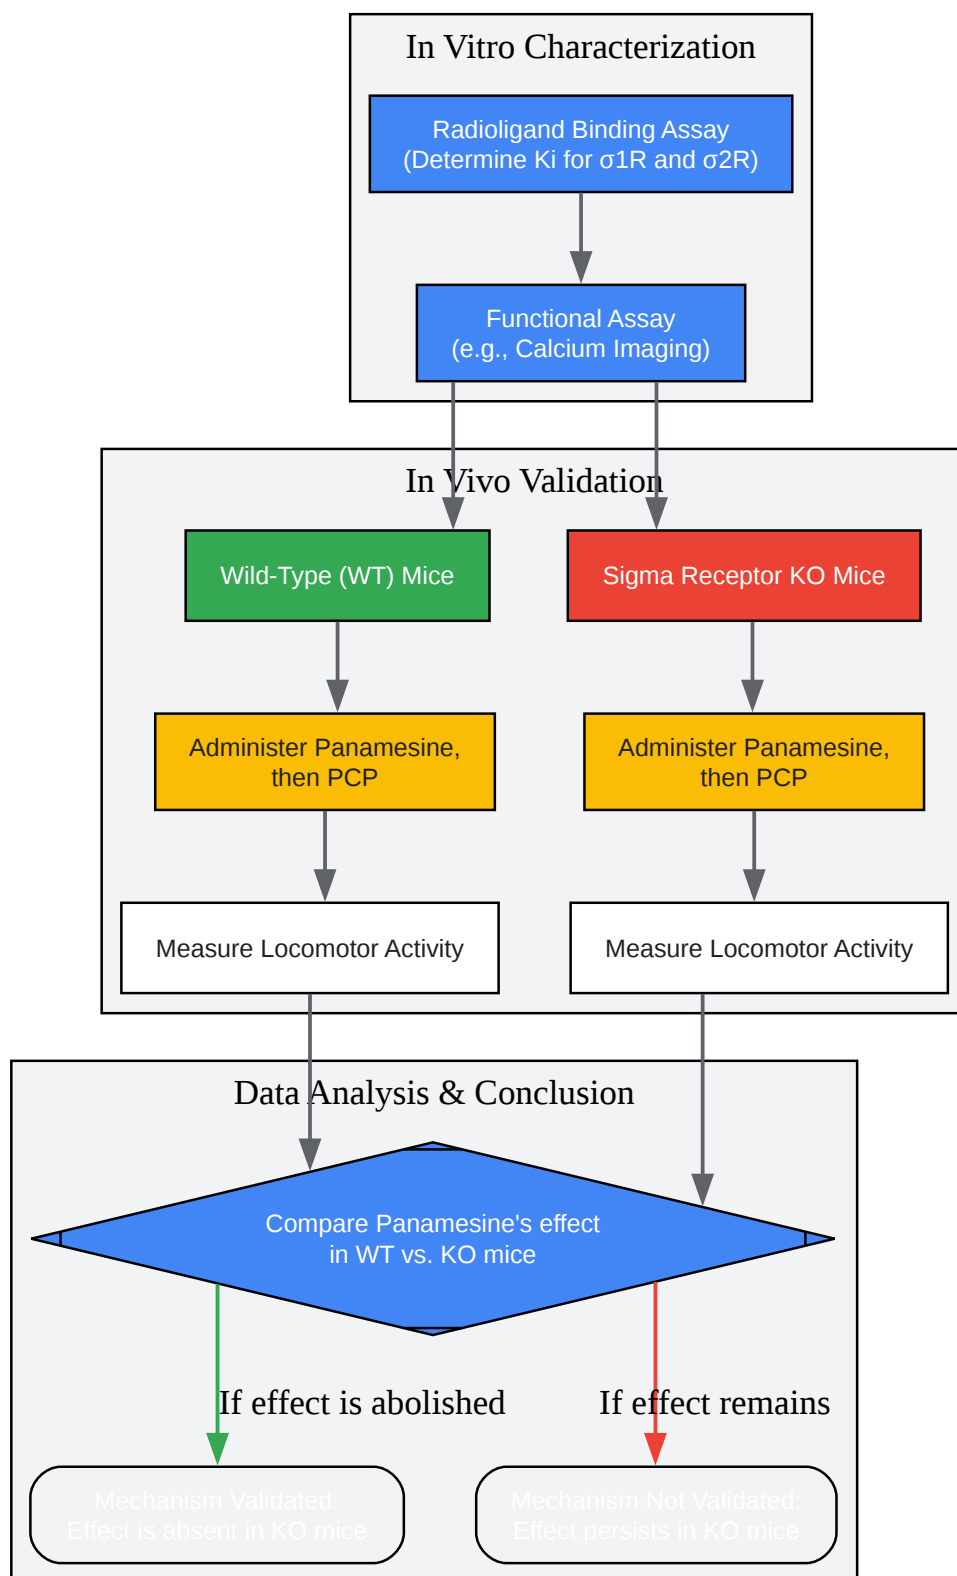 In Vitro Characterization
Radioligand Binding Assay
(Determine Ki for σ1R and σ2R)
Functional Assay
(e.g., Calcium Imaging)
In Vivo Validation
Wild-Type (WT) Mice
Sigma Receptor KO Mice
Administer Panamesine,
then PCP
Administer Panamesine,
then PCP
Measure Locomotor Activity
Measure Locomotor Activity
Data Analysis & Conclusion
Compare Panamesine's effect
in WT vs. KO mice
If effect is abolished
If effect remains
Mechanism Validated:
Effect is absent in KO mice
Mechanism Not Validated:
Effect persists in KO mice